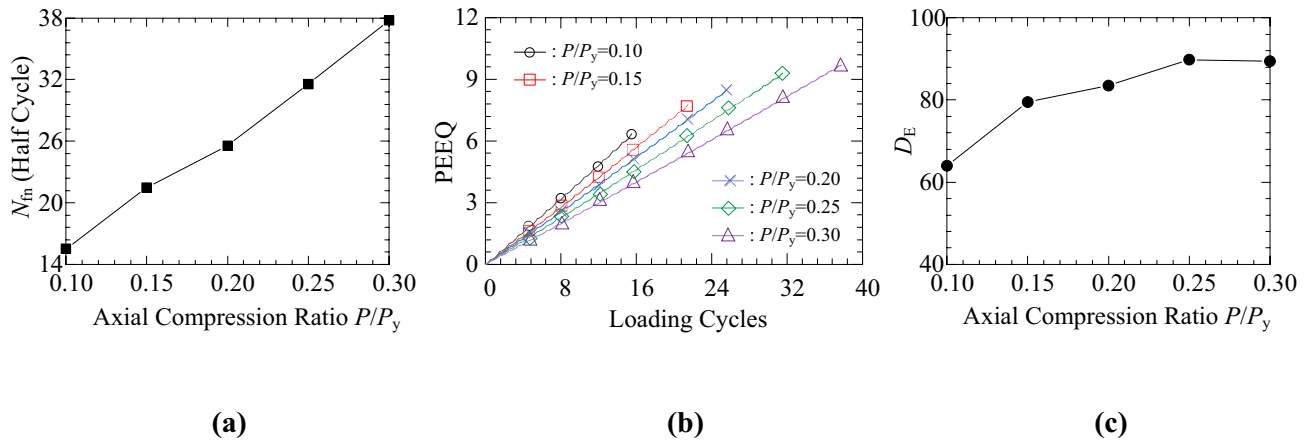 38
32
26
20
14
N_fn (Half Cycle)
0.10 0.15 0.20 0.25 0.30
Axial Compression Ratio P/P_y
(a)
12
9
6
3
0
PEEQ
: P/P_y=0.10
: P/P_y=0.15
: P/P_y=0.20
: P/P_y=0.25
: P/P_y=0.30
0 8 16 24 32 40
Loading Cycles
(b)
100
80
60
40
D_E
0.10 0.15 0.20 0.25 0.30
Axial Compression Ratio P/P_y
(c)